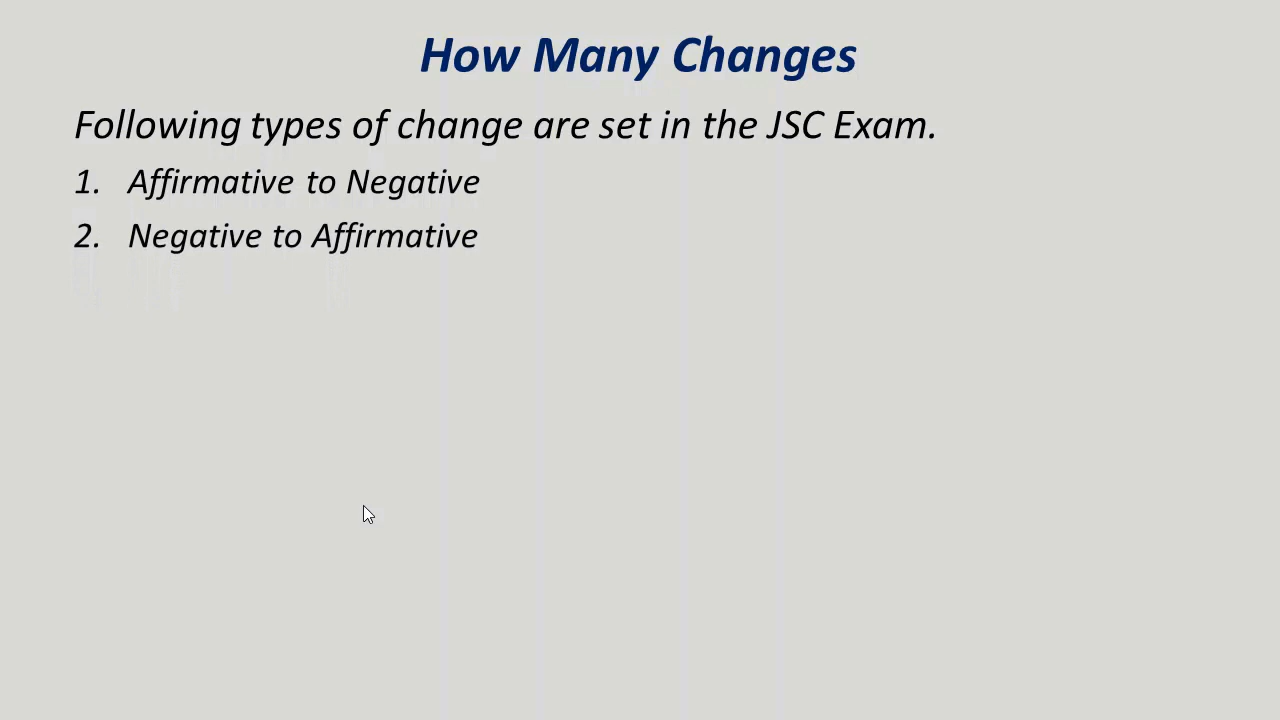 How Many Changes
Following types of change are set in the JSC Exam.
1. Affirmative to Negative
2. Negative to Affirmative